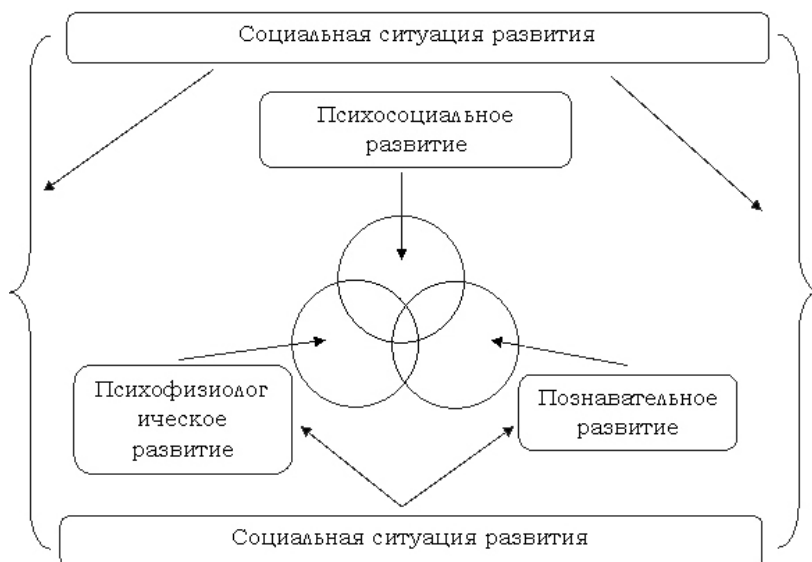 Социальная ситуация развития
Психосоциальное
развитие
Психофизиолог
ическое
развитие
Познавательное
развитие
Социальная ситуация развития